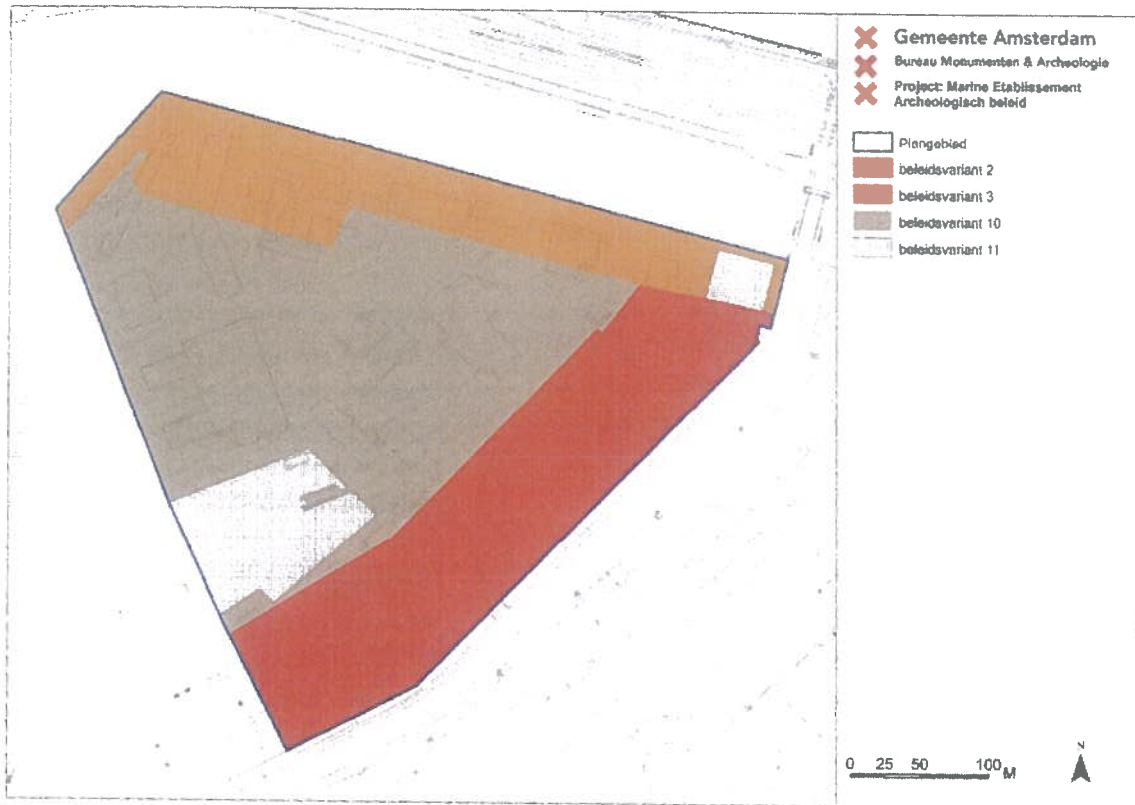 Gemeente Amsterdam
Bureau Monumenten & Archeologie
Project: Marine Etablissement
Archeologisch beleid
Plangebied
beleidsvariant 2
beleidsvariant 3
beleidsvariant 10
beleidsvariant 11
0 25 50 100 M
N